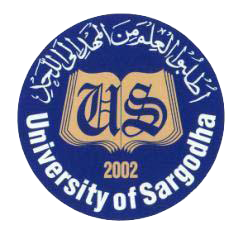 اطلبوا العلم من المهد الى اللحد
US
2002
University of Sargodha